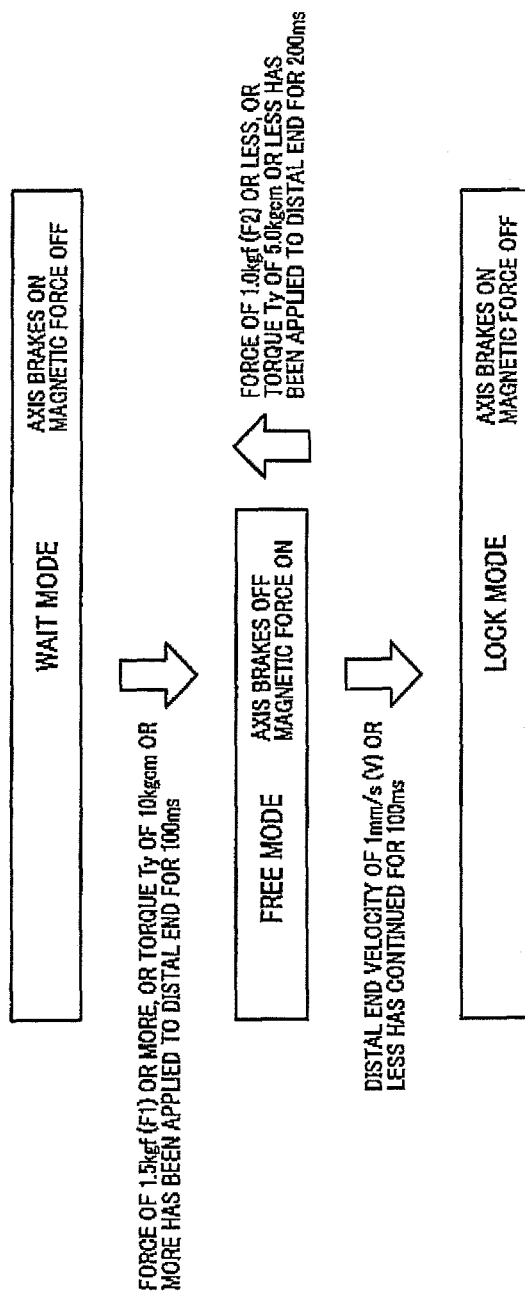 WAIT MODE
AXIS BRAKES ON
MAGNETIC FORCE OFF
FORCE OF 1.5kgf (F1) OR MORE, OR TORQUE Ty OF 10kgcm OR
MORE HAS BEEN APPLIED TO DISTAL END FOR 100ms
FORCE OF 1.0kgf (F2) OR LESS, OR
TORQUE Ty OF 5.0kgcm OR LESS HAS
BEEN APPLIED TO DISTAL END FOR 200ms
FREE MODE
AXIS BRAKES OFF
MAGNETIC FORCE ON
DISTAL END VELOCITY OF 1mm/s (V) OR
LESS HAS CONTINUED FOR 100ms
LOCK MODE
AXIS BRAKES ON
MAGNETIC FORCE OFF